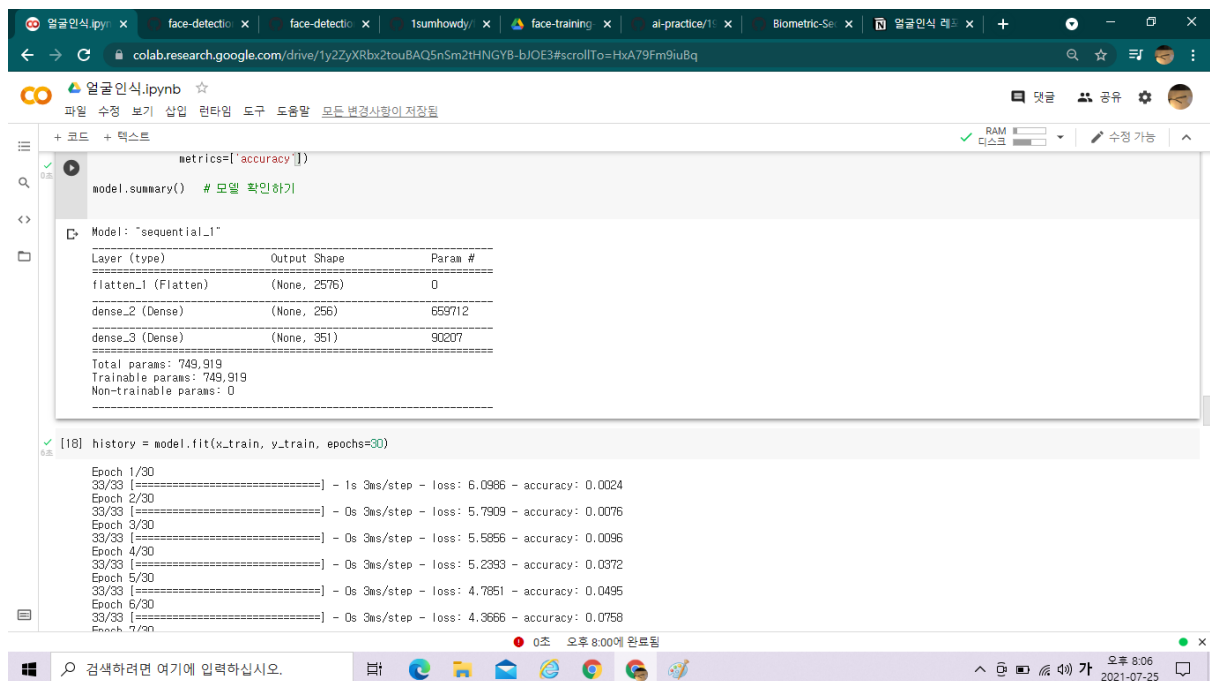 얼굴인식.ipyn
face-detectio
face-detectio
1sumhowdy/
face-training-
ai-practice/19
Biometric-Sec
얼굴인식 레포
colab.research.google.com/drive/1y2ZyXRbx2touBAQ5nSm2tHNGYB-bJOE3#scrollTo=HxA79Fm9iuBq
얼굴인식.ipynb
댓글 공유
파일 수정 보기 삽입 런타임 도구 도움말 모든 변경사항이 저장됨
+ 코드 + 텍스트
RAM
디스크
수정 가능
0초
metrics=['accuracy'])
model.summary() # 모델 확인하기
Model: "sequential_1"
Layer (type) Output Shape Param #
flatten_1 (Flatten) (None, 2576) 0
dense_2 (Dense) (None, 256) 659712
dense_3 (Dense) (None, 351) 90207
Total params: 749,919
Trainable params: 749,919
Non-trainable params: 0
[18] history = model.fit(x_train, y_train, epochs=30)
6초
Epoch 1/30
33/33 [==============================] - 1s 3ms/step - loss: 6.0986 - accuracy: 0.0024
Epoch 2/30
33/33 [==============================] - 0s 3ms/step - loss: 5.7909 - accuracy: 0.0076
Epoch 3/30
33/33 [==============================] - 0s 3ms/step - loss: 5.5856 - accuracy: 0.0096
Epoch 4/30
33/33 [==============================] - 0s 3ms/step - loss: 5.2393 - accuracy: 0.0372
Epoch 5/30
33/33 [==============================] - 0s 3ms/step - loss: 4.7851 - accuracy: 0.0495
Epoch 6/30
33/33 [==============================] - 0s 3ms/step - loss: 4.3666 - accuracy: 0.0758
Epoch 7/30
0초 오후 8:00에 완료됨
검색하려면 여기에 입력하십시오.
가
오후 8:06
2021-07-25